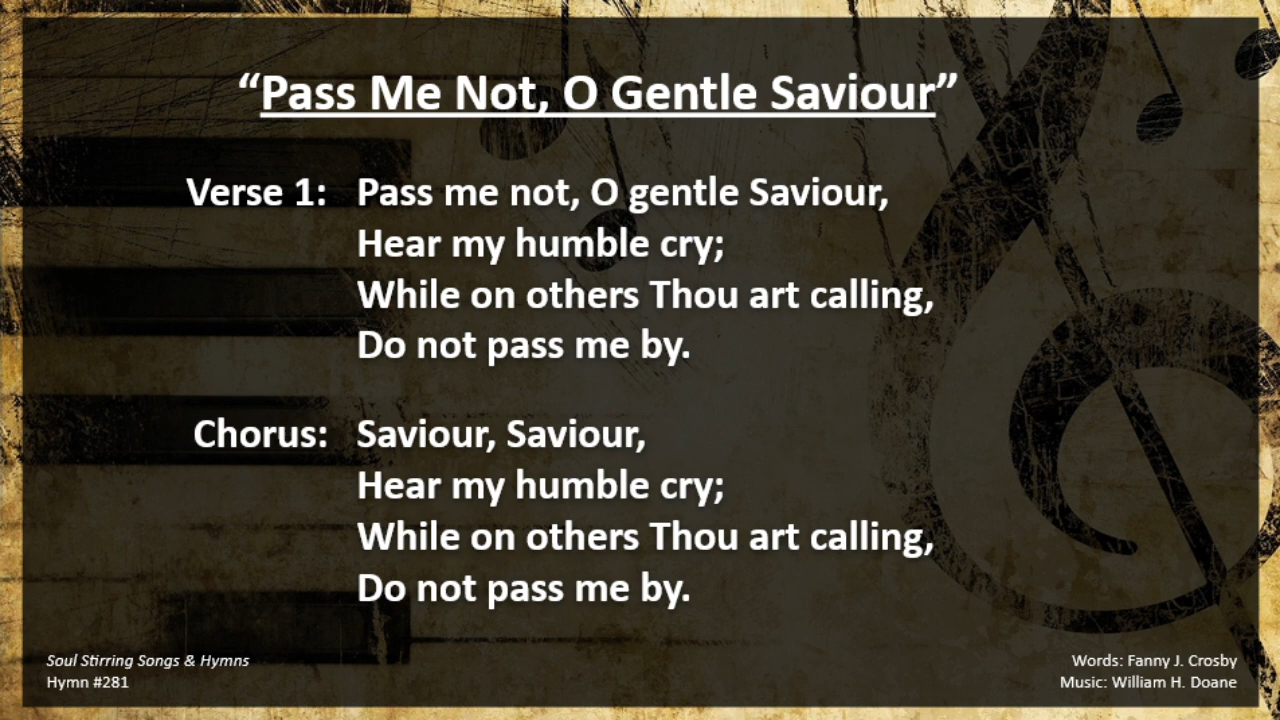 “Pass Me Not, O Gentle Saviour”
Verse 1: Pass me not, O gentle Saviour,
Hear my humble cry;
While on others Thou art calling,
Do not pass me by.
Chorus: Saviour, Saviour,
Hear my humble cry;
While on others Thou art calling,
Do not pass me by.
Soul Stirring Songs & Hymns
Hymn #281
Words: Fanny J. Crosby
Music: William H. Doane